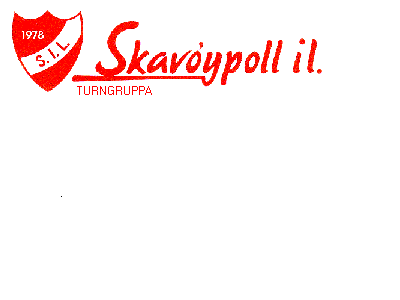 1978
S.I.L.
Skavøypoll il.
TURNGRUPPA